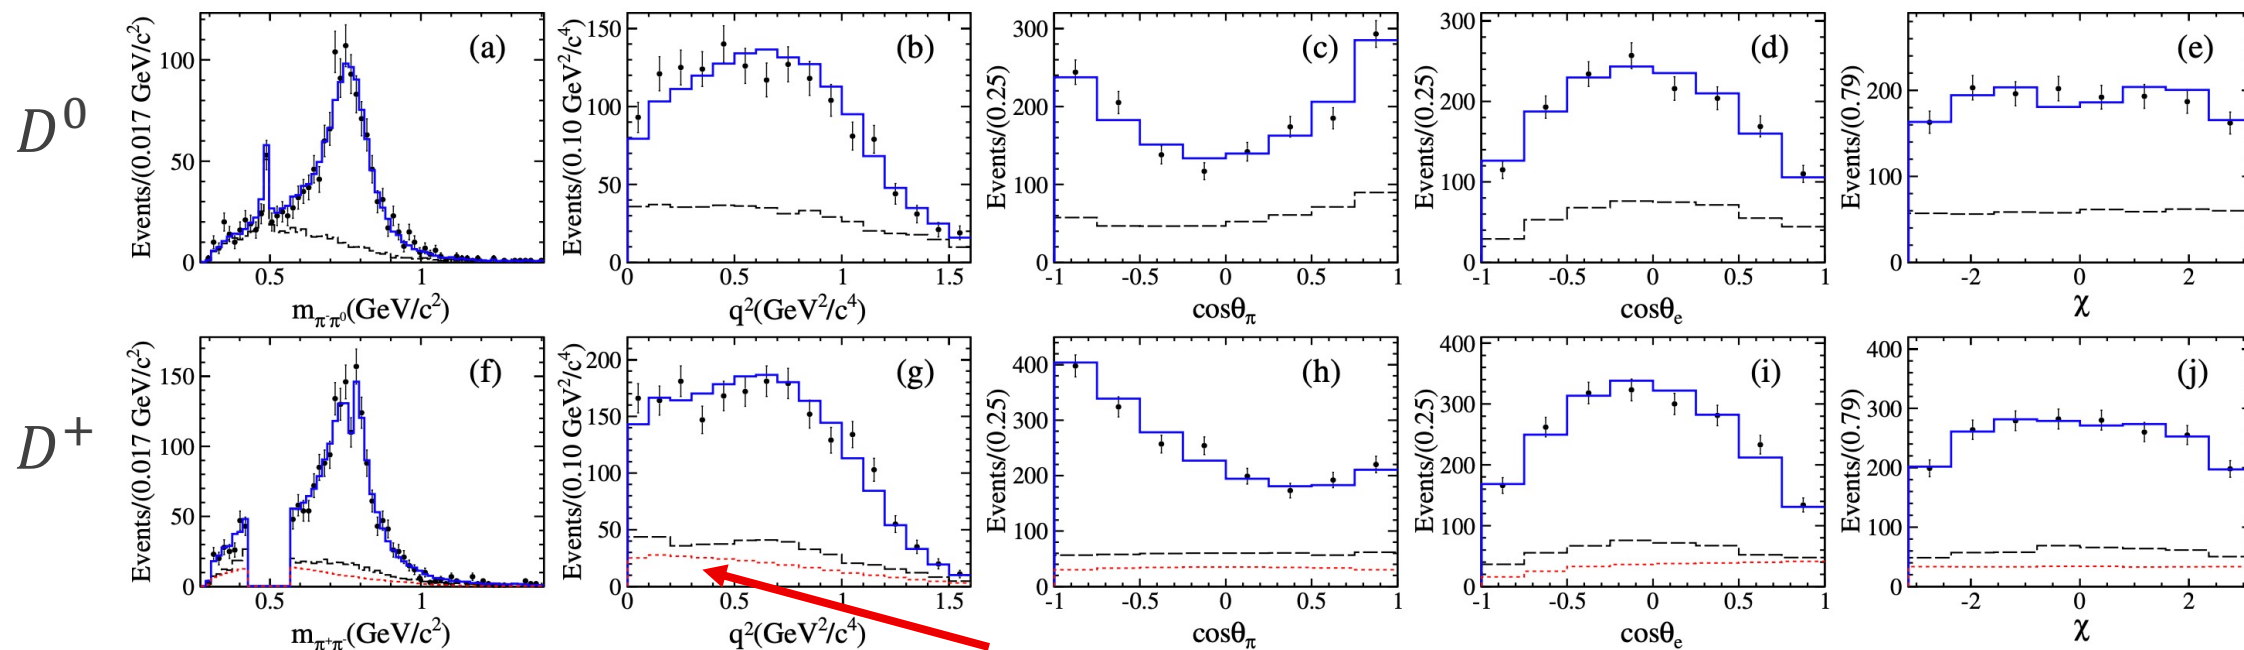 D⁰
Events/(0.017 GeV/c²)
100
50
0
0.5
1
(a)
m_π⁻π⁰(GeV/c²)
Events/(0.10 GeV²/c⁴)
150
100
50
0
0
0.5
1
1.5
(b)
q²(GeV²/c⁴)
Events/(0.25)
300
200
100
0
-1
-0.5
0
0.5
1
(c)
cosθ_π
Events/(0.25)
300
200
100
0
-1
-0.5
0
0.5
1
(d)
cosθ_e
Events/(0.79)
200
100
0
-2
0
2
(e)
χ
D⁺
Events/(0.017 GeV/c²)
150
100
50
0
0.5
1
(f)
m_π⁺π⁻(GeV/c²)
Events/(0.10 GeV²/c⁴)
200
150
100
50
0
0
0.5
1
1.5
(g)
q²(GeV²/c⁴)
Events/(0.25)
400
300
200
100
0
-1
-0.5
0
0.5
1
(h)
cosθ_π
Events/(0.25)
400
300
200
100
0
-1
-0.5
0
0.5
1
(i)
cosθ_e
Events/(0.79)
400
300
200
100
0
-2
0
2
(j)
χ